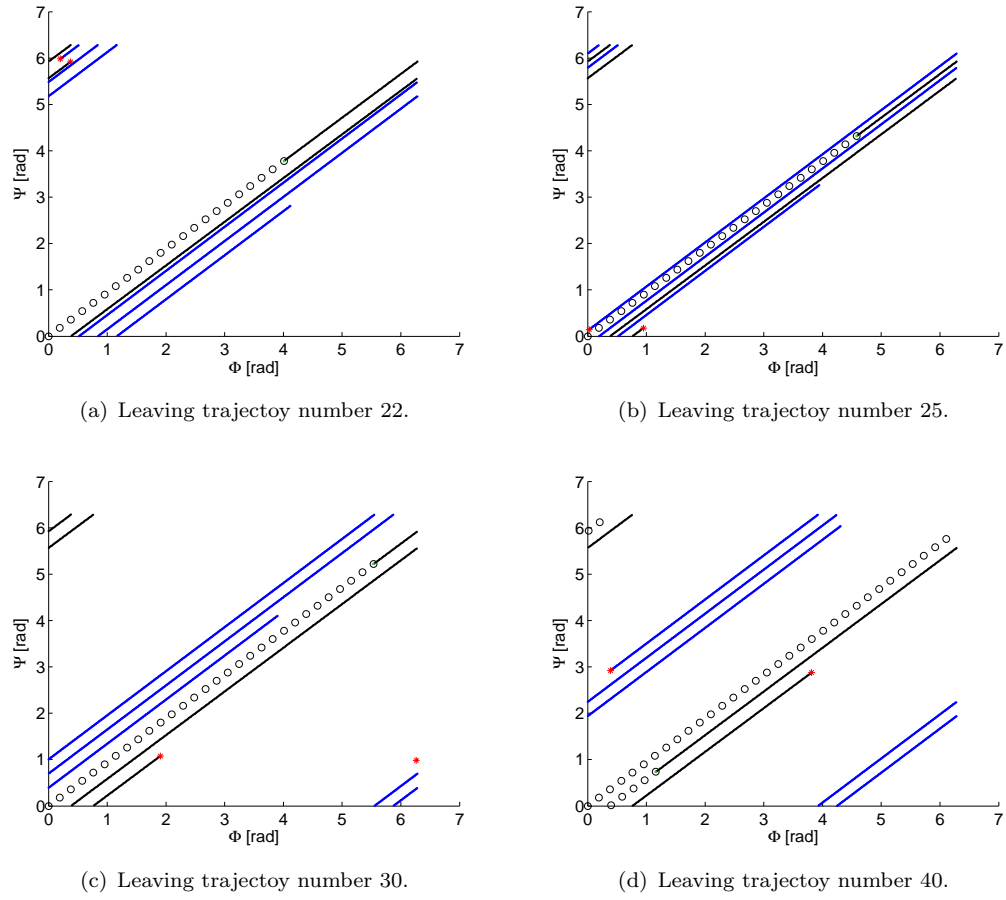 7 7
6 6
5 5
4 4
Ψ [rad] Ψ [rad]
3 3
2 2
1 1
0 0
0 1 2 3 4 5 6 7 0 1 2 3 4 5 6 7
Φ [rad] Φ [rad]
(a) Leaving trajectoy number 22. (b) Leaving trajectoy number 25.
7 7
6 6
5 5
4 4
Ψ [rad] Ψ [rad]
3 3
2 2
1 1
0 0
0 1 2 3 4 5 6 7 0 1 2 3 4 5 6 7
Φ [rad] Φ [rad]
(c) Leaving trajectoy number 30. (d) Leaving trajectoy number 40.